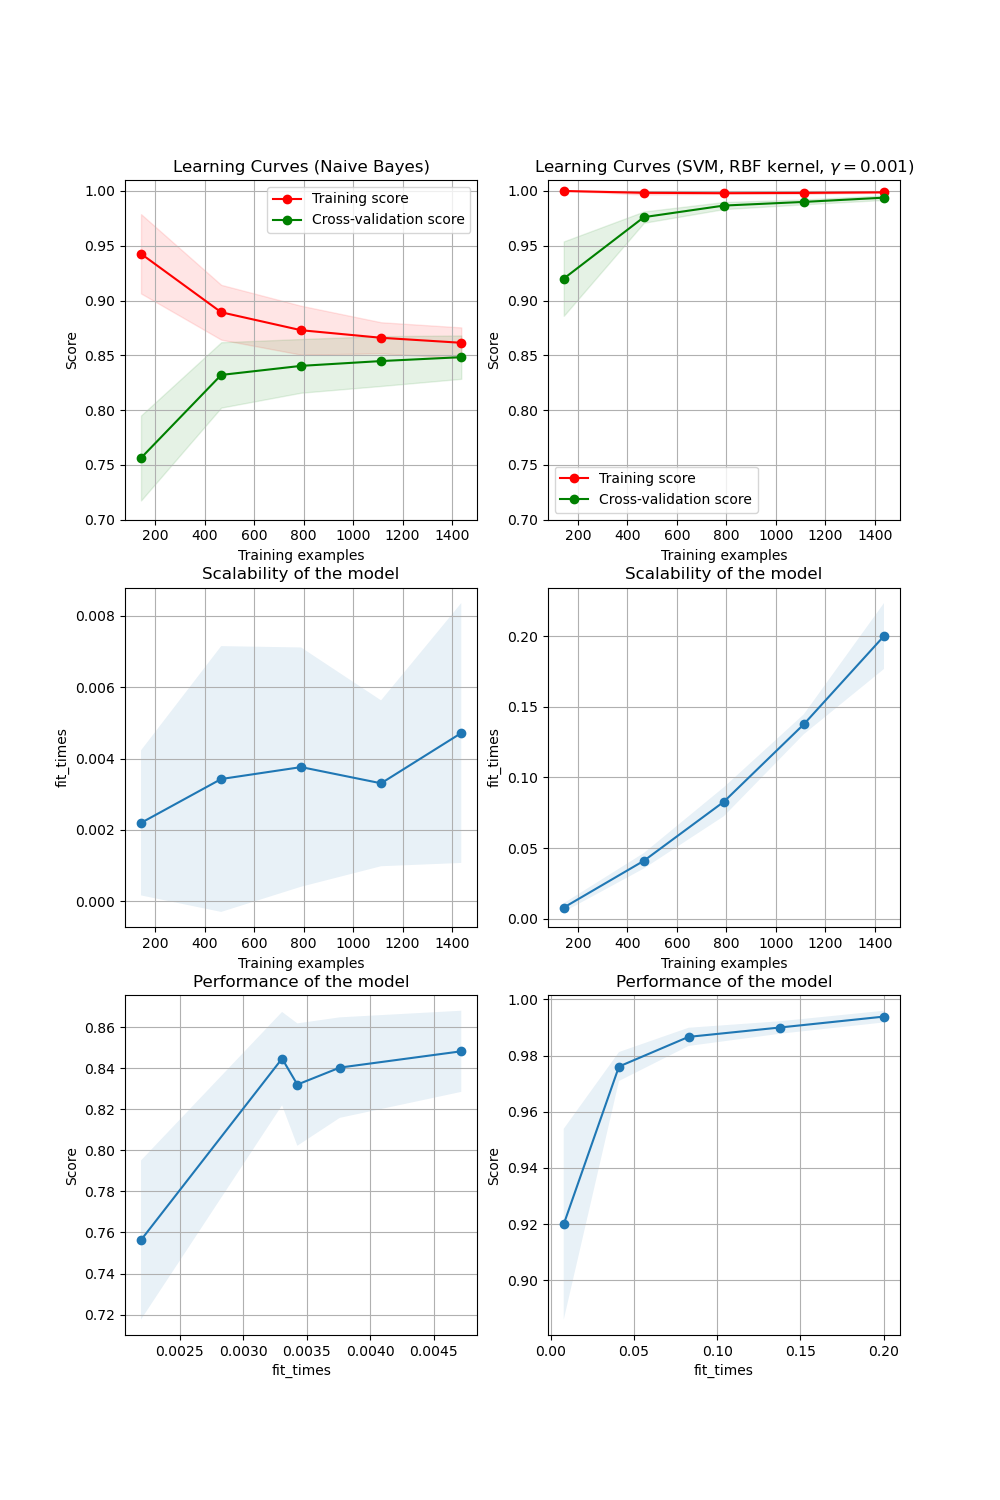 Learning Curves (Naive Bayes)
1.00
0.95
0.90
0.85
0.80
0.75
0.70
Score
Training score
Cross-validation score
200 400 600 800 1000 1200 1400
Training examples
Learning Curves (SVM, RBF kernel, γ = 0.001)
1.00
0.95
0.90
0.85
0.80
0.75
0.70
Score
Training score
Cross-validation score
200 400 600 800 1000 1200 1400
Training examples
Scalability of the model
0.008
0.006
0.004
0.002
0.000
fit_times
200 400 600 800 1000 1200 1400
Training examples
Scalability of the model
0.20
0.15
0.10
0.05
0.00
fit_times
200 400 600 800 1000 1200 1400
Training examples
Performance of the model
0.86
0.84
0.82
0.80
0.78
0.76
0.74
0.72
Score
0.0025 0.0030 0.0035 0.0040 0.0045
fit_times
Performance of the model
1.00
0.98
0.96
0.94
0.92
0.90
Score
0.00 0.05 0.10 0.15 0.20
fit_times